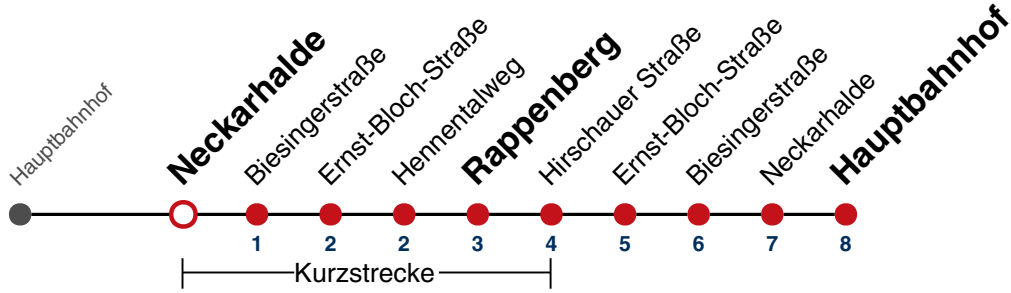 Hauptbahnhof
Neckarhalde
Biesingerstraße
Ernst-Bloch-Straße
Hennentalweg
Rappenberg
Hirschauer Straße
Ernst-Bloch-Straße
Biesingerstraße
Neckarhalde
Hauptbahnhof
1 2 2 3 4 5 6 7 8
Kurzstrecke